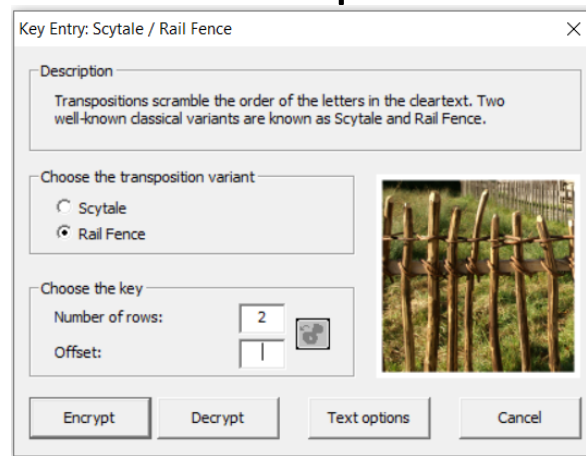 Key Entry: Scytale / Rail Fence
Description
Transpositions scramble the order of the letters in the cleartext. Two
well-known classical variants are known as Scytale and Rail Fence.
Choose the transposition variant
Scytale
Rail Fence
Choose the key
Number of rows: 2
Offset:
Encrypt Decrypt Text options Cancel